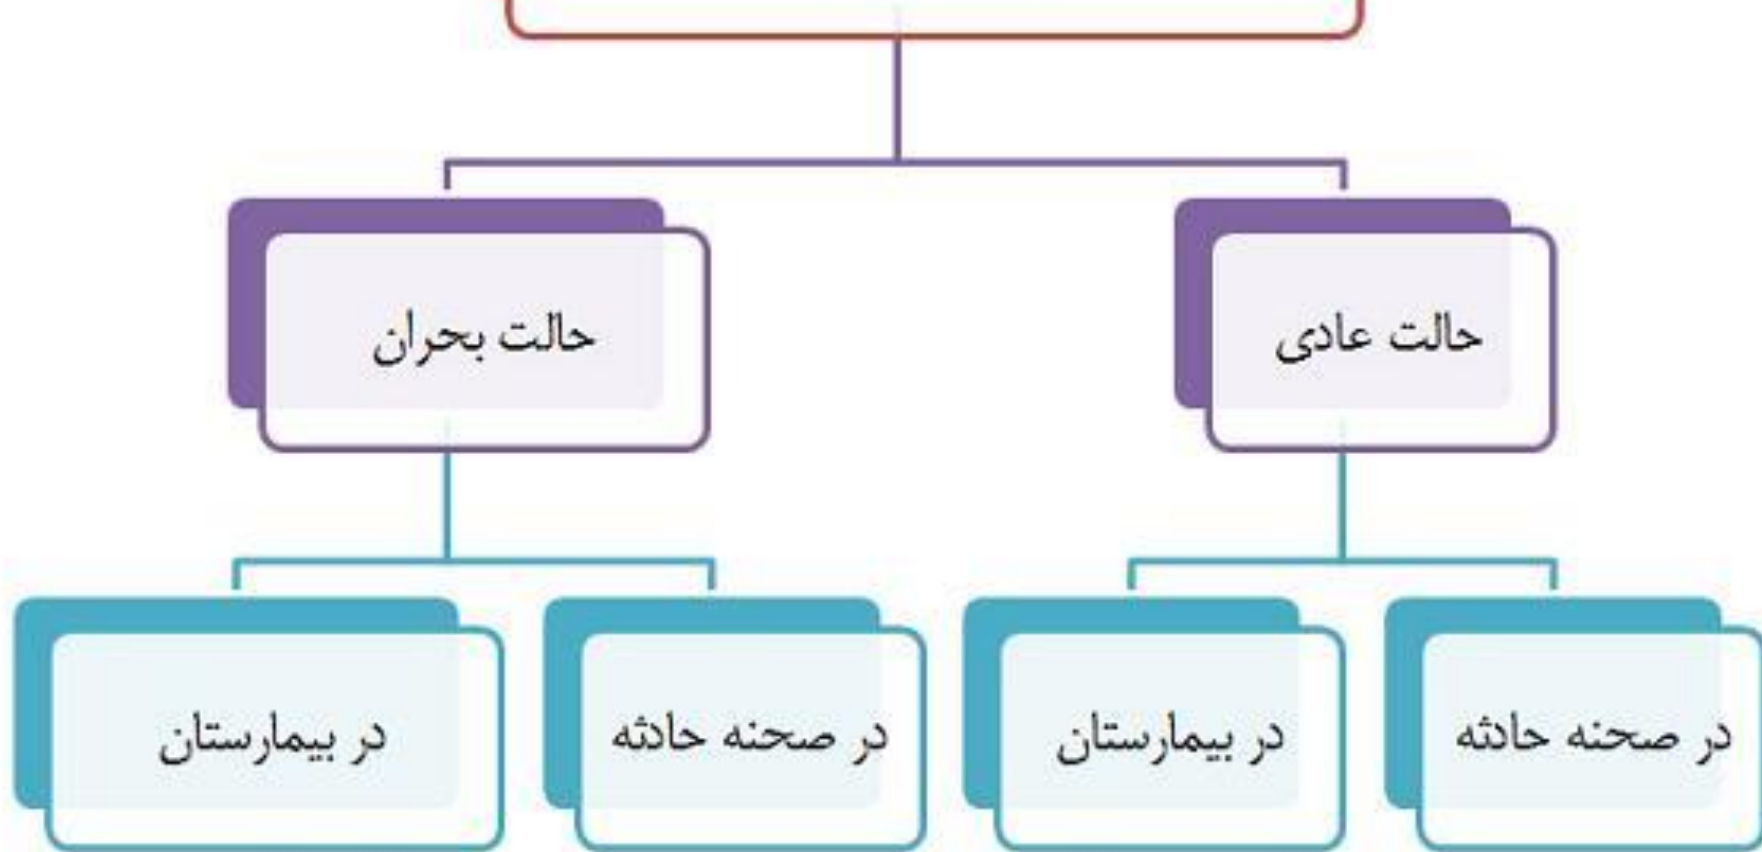 حالت عادی
حالت بحران
در صحنه حادثه
در بیمارستان
در صحنه حادثه
در بیمارستان